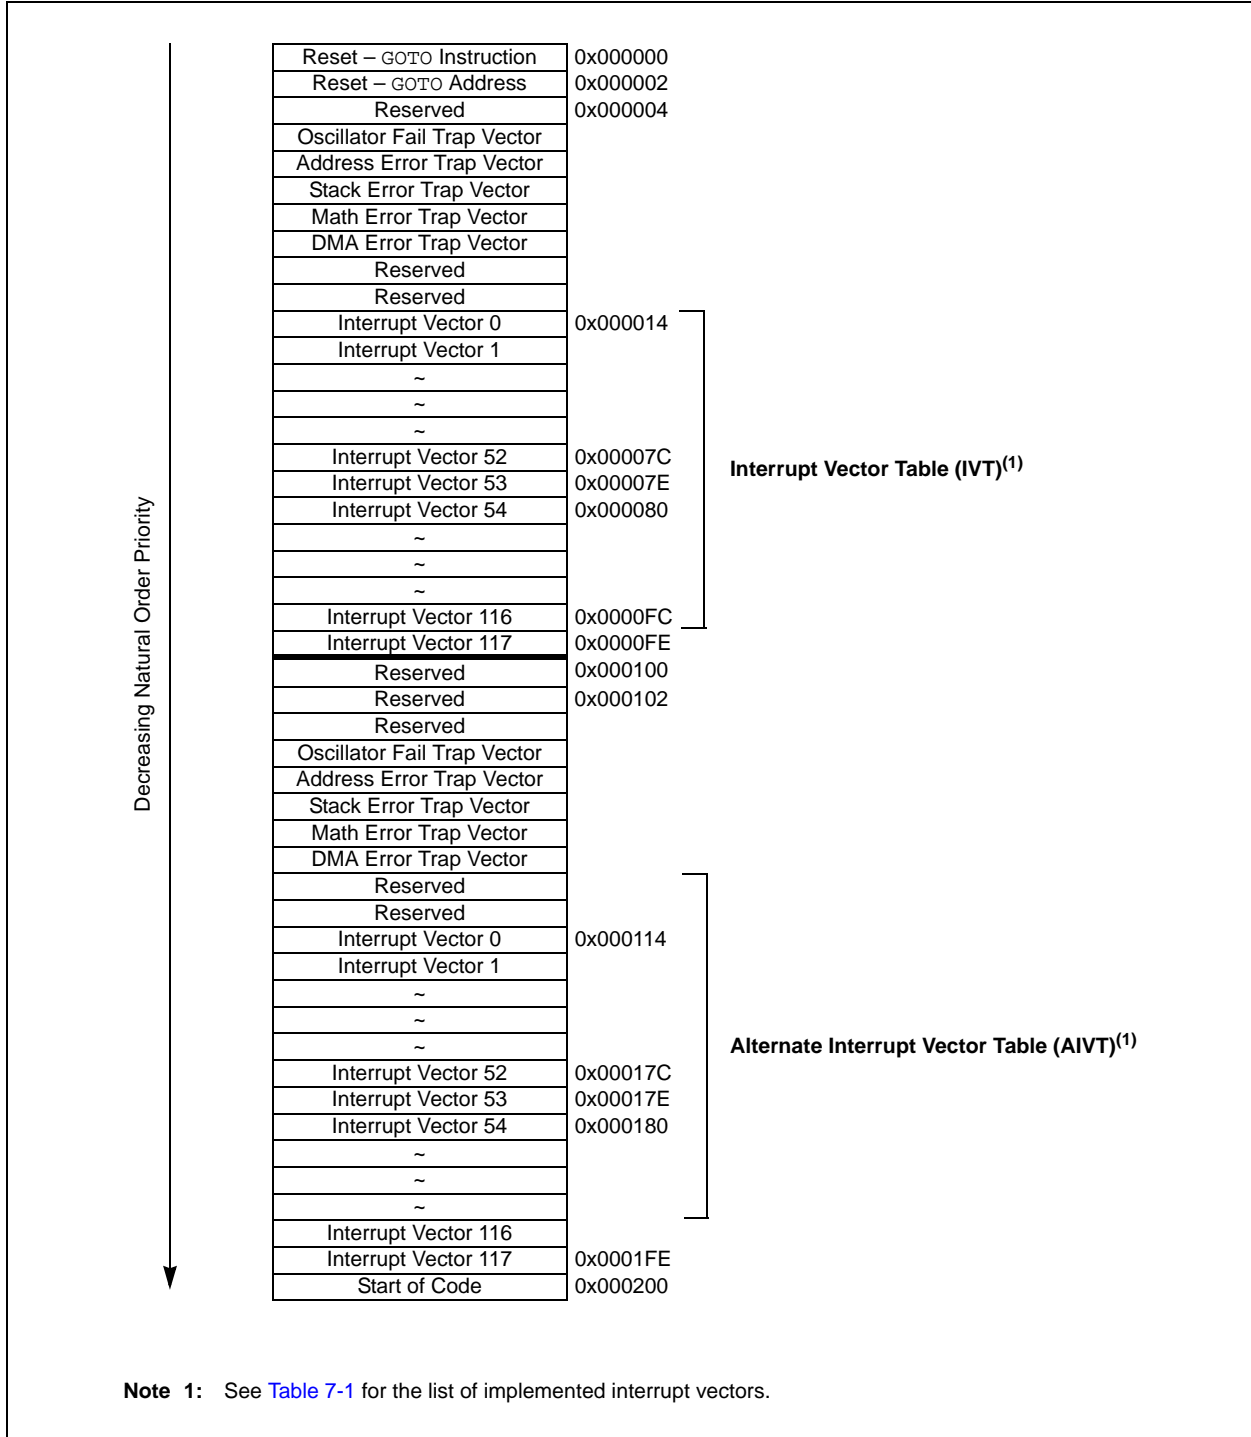 Reset – GOTO Instruction 0x000000
Reset – GOTO Address 0x000002
Reserved 0x000004
Oscillator Fail Trap Vector
Address Error Trap Vector
Stack Error Trap Vector
Math Error Trap Vector
DMA Error Trap Vector
Reserved
Reserved
Interrupt Vector 0 0x000014
Interrupt Vector 1
~
~
~
Interrupt Vector 52 0x00007C
Interrupt Vector Table (IVT)(1)
Interrupt Vector 53 0x00007E
Interrupt Vector 54 0x000080
~
~
~
Interrupt Vector 116 0x0000FC
Interrupt Vector 117 0x0000FE
Decreasing Natural Order Priority
Reserved 0x000100
Reserved 0x000102
Reserved
Oscillator Fail Trap Vector
Address Error Trap Vector
Stack Error Trap Vector
Math Error Trap Vector
DMA Error Trap Vector
Reserved
Reserved
Interrupt Vector 0 0x000114
Interrupt Vector 1
~
~
~
Alternate Interrupt Vector Table (AIVT)(1)
Interrupt Vector 52 0x00017C
Interrupt Vector 53 0x00017E
Interrupt Vector 54 0x000180
~
~
~
Interrupt Vector 116
Interrupt Vector 117 0x0001FE
Start of Code 0x000200
Note 1: See Table 7-1 for the list of implemented interrupt vectors.